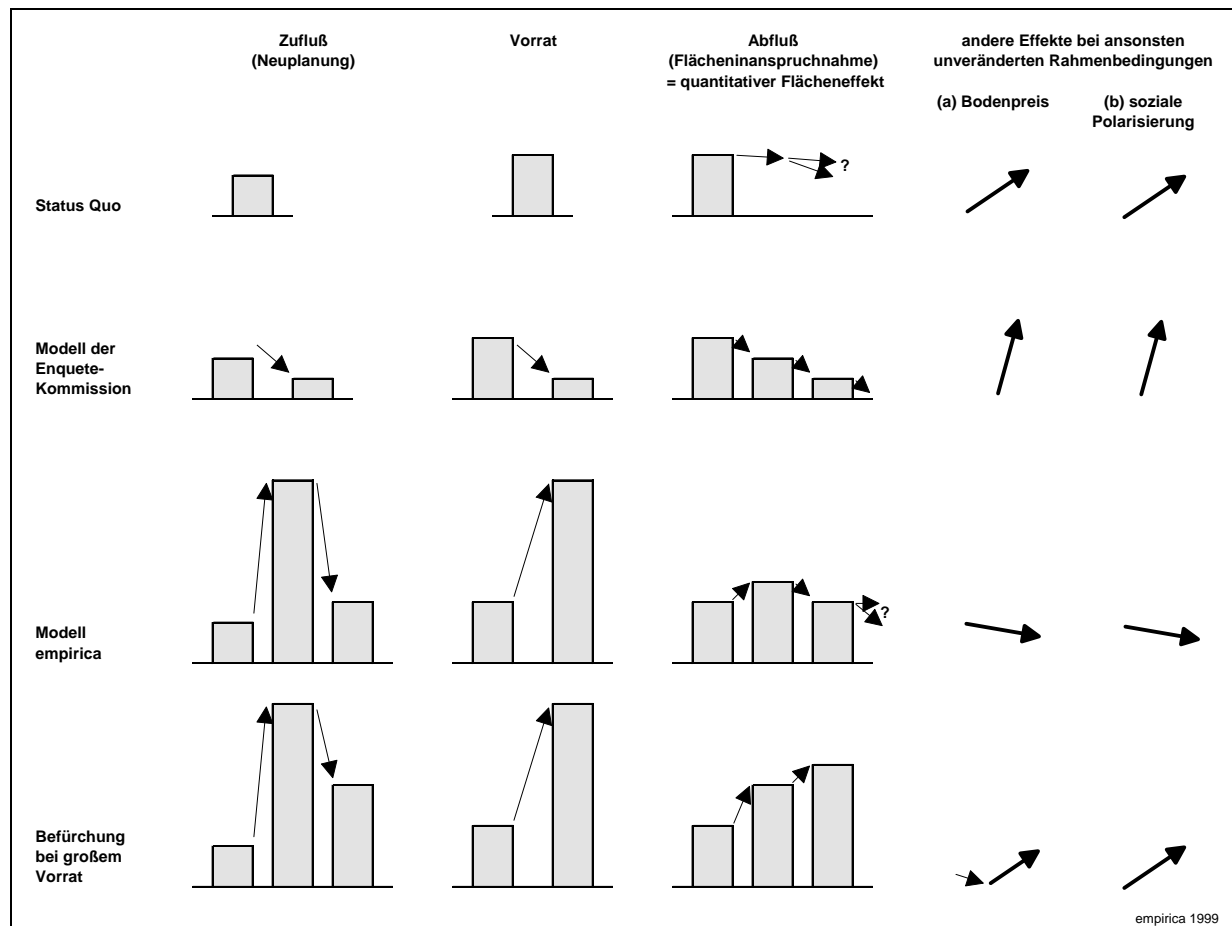 Zufluß
(Neuplanung)
Vorrat
Abfluß
(Flächeninanspruchnahme)
= quantitativer Flächeneffekt
andere Effekte bei ansonsten
unveränderten Rahmenbedingungen
(a) Bodenpreis
(b) soziale
Polarisierung
Status Quo
?
Modell der
Enquete-
Kommission
Modell
empirica
?
Befürchung
bei großem
Vorrat
empirica 1999